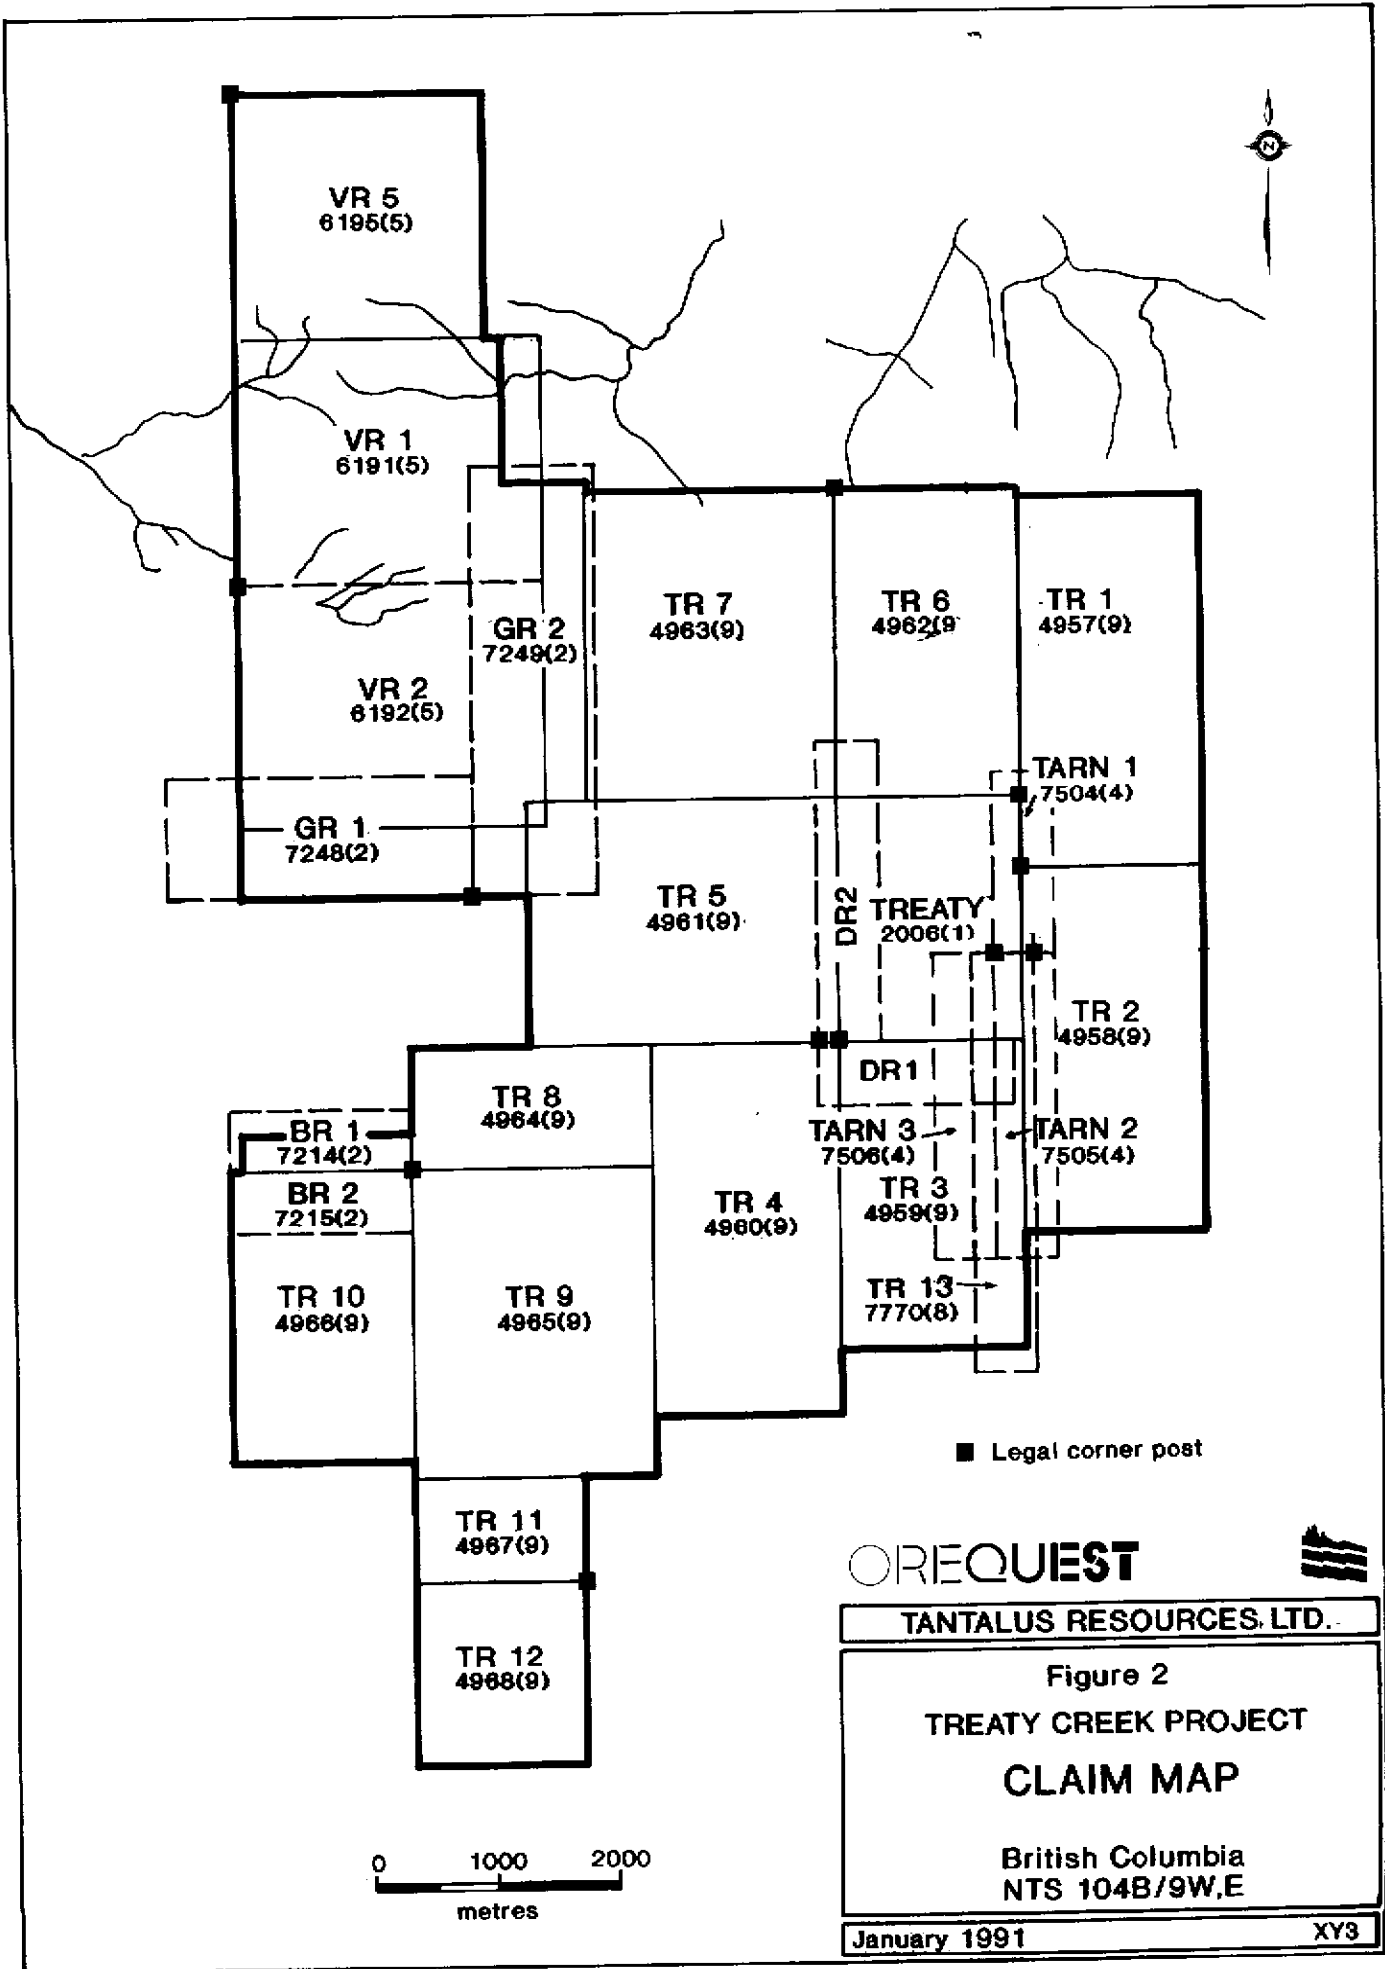 N
VR 5
6195(5)
VR 1
6191(5)
GR 2
7249(2)
VR 2
6192(5)
GR 1
7248(2)
TR 7
4963(9)
TR 6
4962(9
TR 1
4957(9)
TARN 1
7504(4)
TR 5
4961(9)
DR2
TREATY
2006(1)
TR 2
4958(9)
DR1
TR 8
4964(9)
BR 1
7214(2)
TARN 3
7506(4)
TARN 2
7505(4)
BR 2
7215(2)
TR 4
4960(9)
TR 3
4959(9)
TR 10
4966(9)
TR 9
4965(9)
TR 13
7770(8)
Legal corner post
TR 11
4967(9)
TR 12
4968(9)
OREQUEST
TANTALUS RESOURCES LTD.
Figure 2
TREATY CREEK PROJECT
CLAIM MAP
British Columbia
NTS 104B/9W,E
January 1991 XY3
0 1000 2000
metres